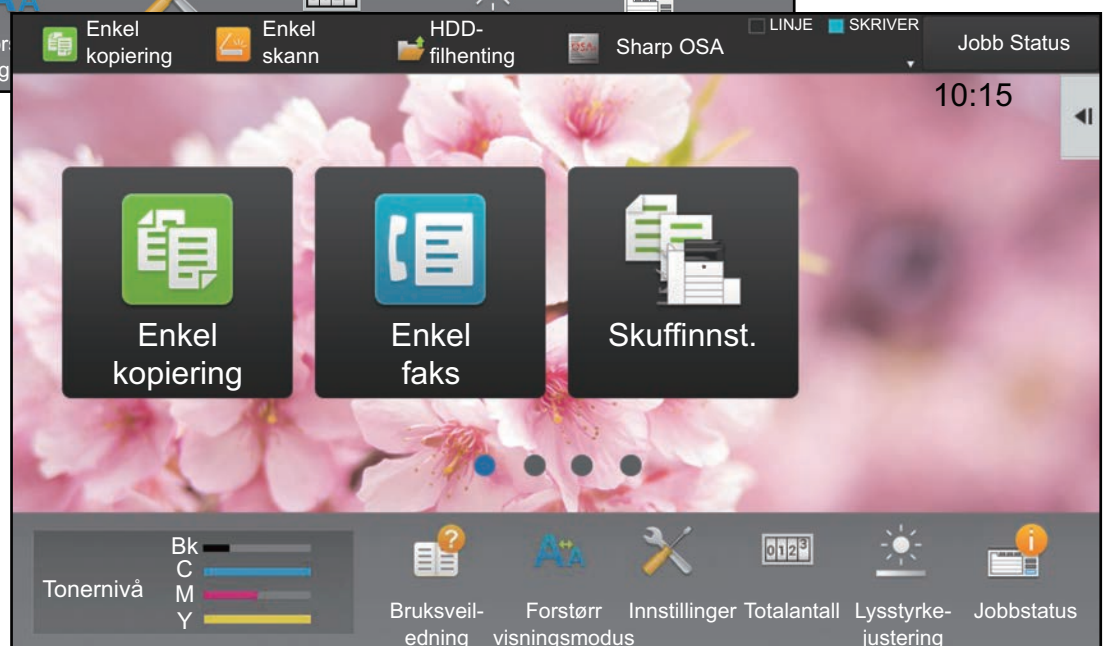 Enkel
kopiering
Enkel
skann
HDD-
filhenting
Sharp OSA
LINJE
SKRIVER
Jobb Status
10:15
Enkel
kopiering
Enkel
faks
Skuffinnst.
Tonernivå
Bk
C
M
Y
Bruksveil-
edning
Forstørr
visningsmodus
Innstillinger
Totalantall
Lysstyrke-
justering
Jobbstatus